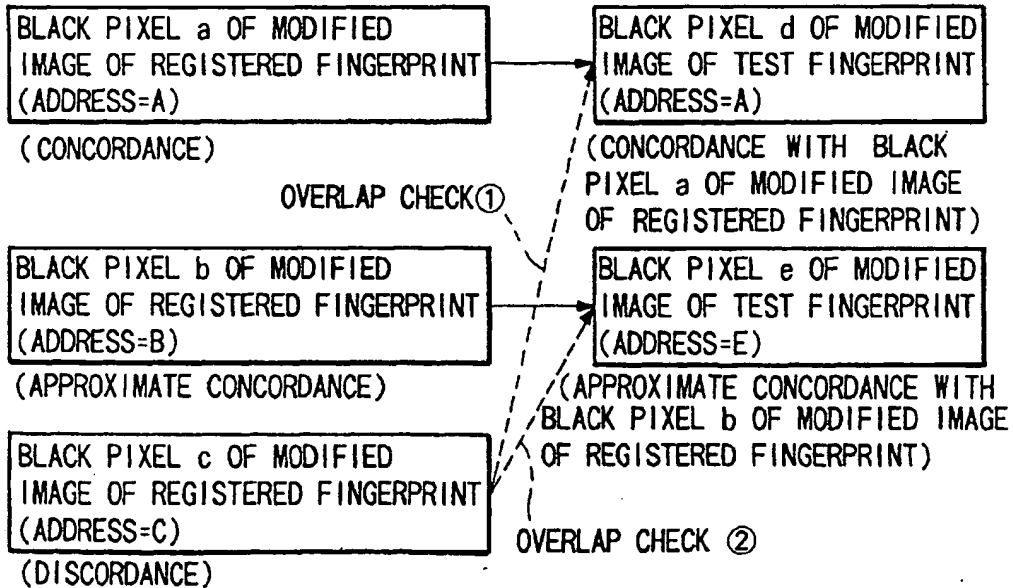 BLACK PIXEL a OF MODIFIED
IMAGE OF REGISTERED FINGERPRINT
(ADDRESS=A)
(CONCORDANCE)
BLACK PIXEL d OF MODIFIED
IMAGE OF TEST FINGERPRINT
(ADDRESS=A)
(CONCORDANCE WITH BLACK
PIXEL a OF MODIFIED IMAGE
OF REGISTERED FINGERPRINT)
OVERLAP CHECK①
BLACK PIXEL b OF MODIFIED
IMAGE OF REGISTERED FINGERPRINT
(ADDRESS=B)
(APPROXIMATE CONCORDANCE)
BLACK PIXEL e OF MODIFIED
IMAGE OF TEST FINGERPRINT
(ADDRESS=E)
(APPROXIMATE CONCORDANCE WITH
BLACK PIXEL b OF MODIFIED IMAGE
OF REGISTERED FINGERPRINT)
BLACK PIXEL c OF MODIFIED
IMAGE OF REGISTERED FINGERPRINT
(ADDRESS=C)
(DISCORDANCE)
OVERLAP CHECK ②